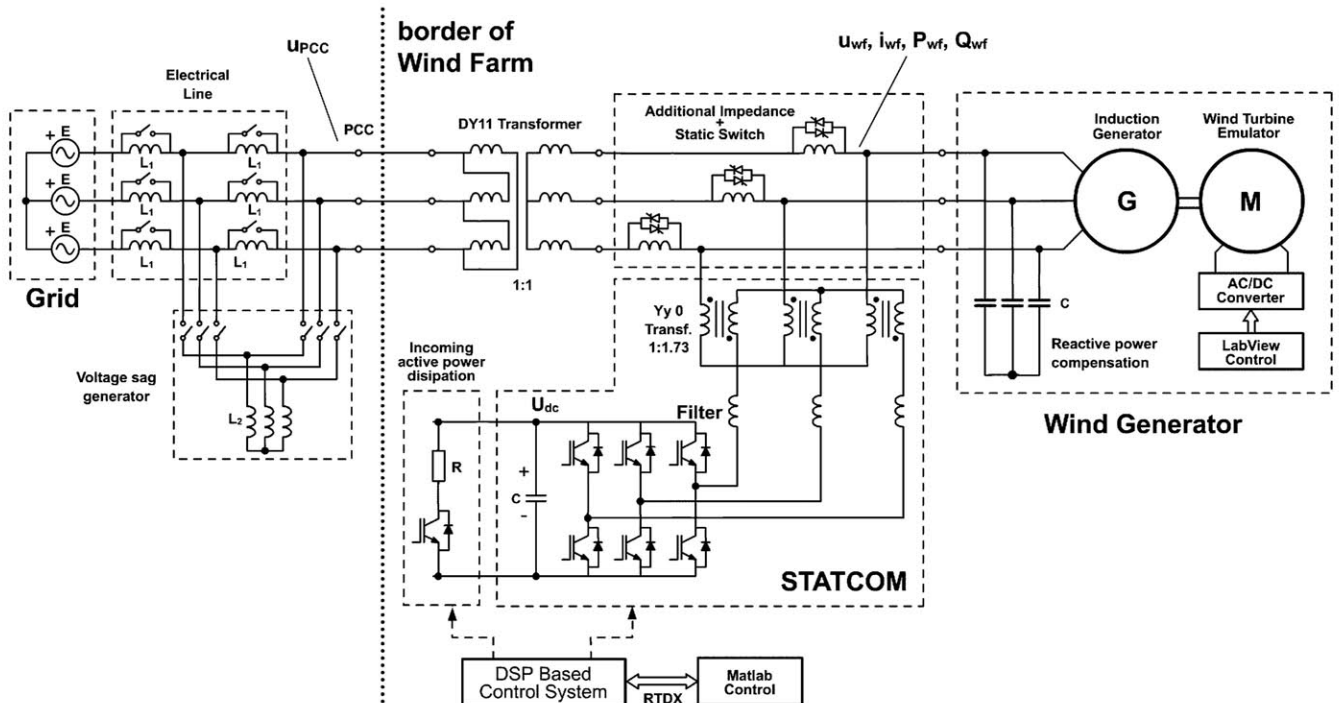 border of
Wind Farm
uPCC
uwf, iwf, Pwf, Qwf
Electrical
Line
+ E
+ E
+ E
L1
L1
L1
L1
L1
L1
PCC
DY11 Transformer
1:1
Additional Impedance
+
Static Switch
Induction
Generator
Wind Turbine
Emulator
G
M
Grid
AC/DC
Converter
LabView
Control
C
Reactive power
compensation
Wind Generator
Yy 0
Transf.
1:1.73
Voltage sag
generator
L2
Incoming
active power
disipation
Udc
Filter
R
+
C
-
STATCOM
DSP Based
Control System
RTDX
Matlab
Control